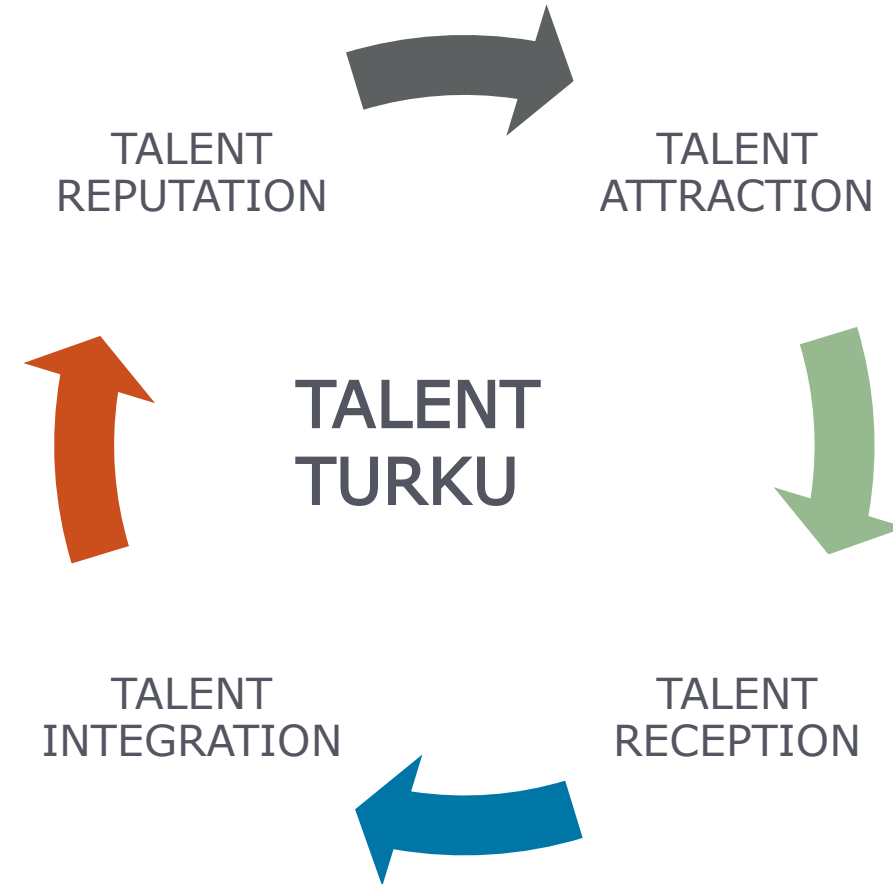 TALENT
REPUTATION
TALENT
ATTRACTION
TALENT
TURKU
TALENT
INTEGRATION
TALENT
RECEPTION